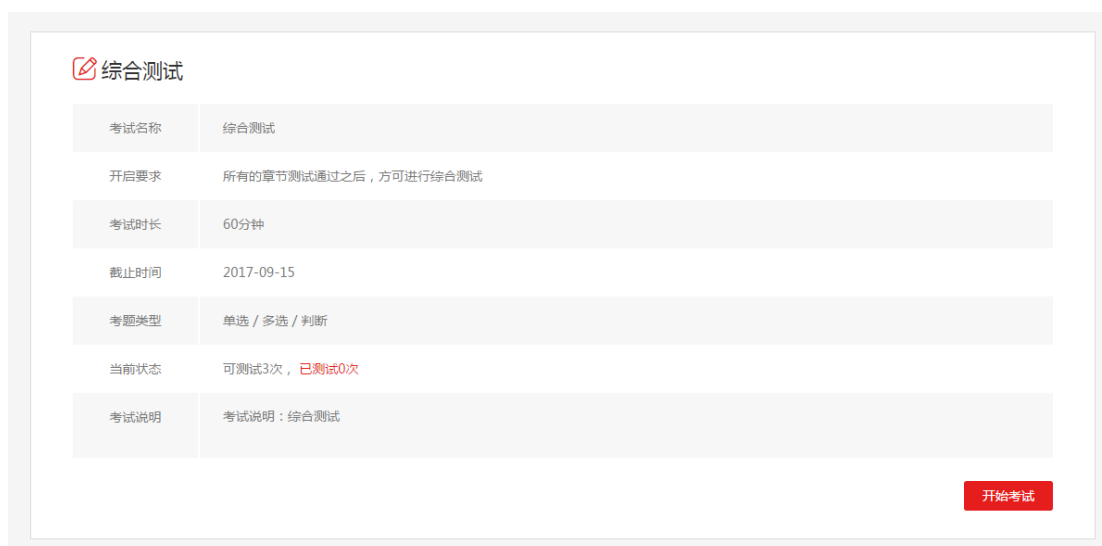 综合测试
考试名称 综合测试
开启要求 所有的章节测试通过之后，方可进行综合测试
考试时长 60分钟
截止时间 2017-09-15
考题类型 单选 / 多选 / 判断
当前状态 可测试3次， 已测试0次
考试说明 考试说明：综合测试
开始考试